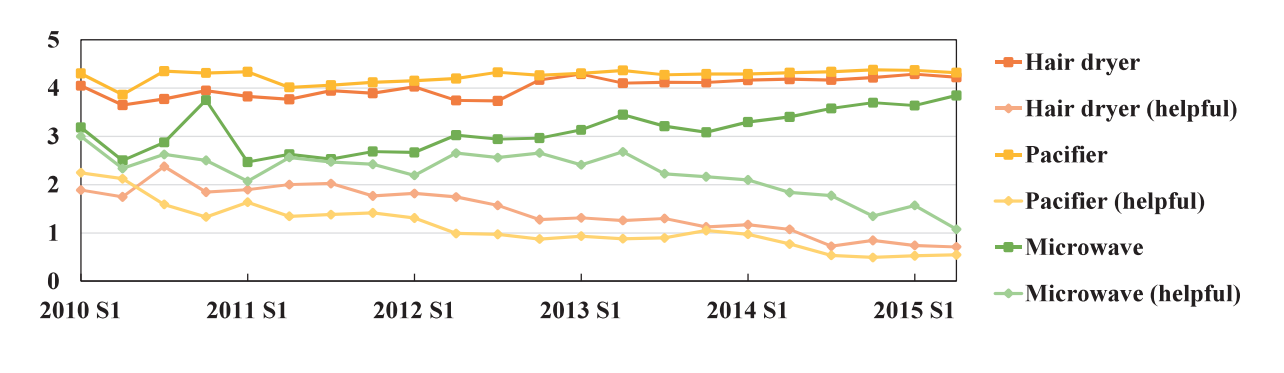 5
4
3
2
1
0
2010 S1
2011 S1
2012 S1
2013 S1
2014 S1
2015 S1
Hair dryer
Hair dryer (helpful)
Pacifier
Pacifier (helpful)
Microwave
Microwave (helpful)